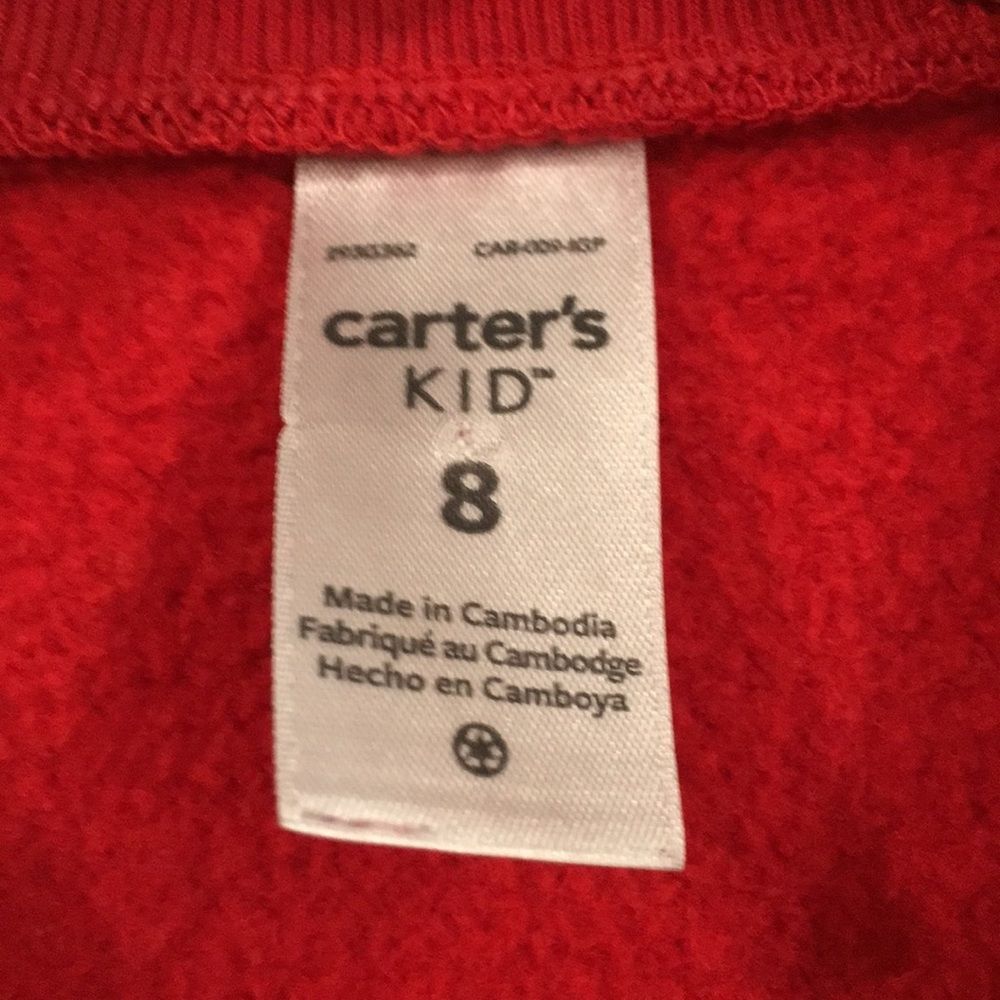 carter's
KID™
8
Made in Cambodia
Fabriqué au Cambodge
Hecho en Camboya